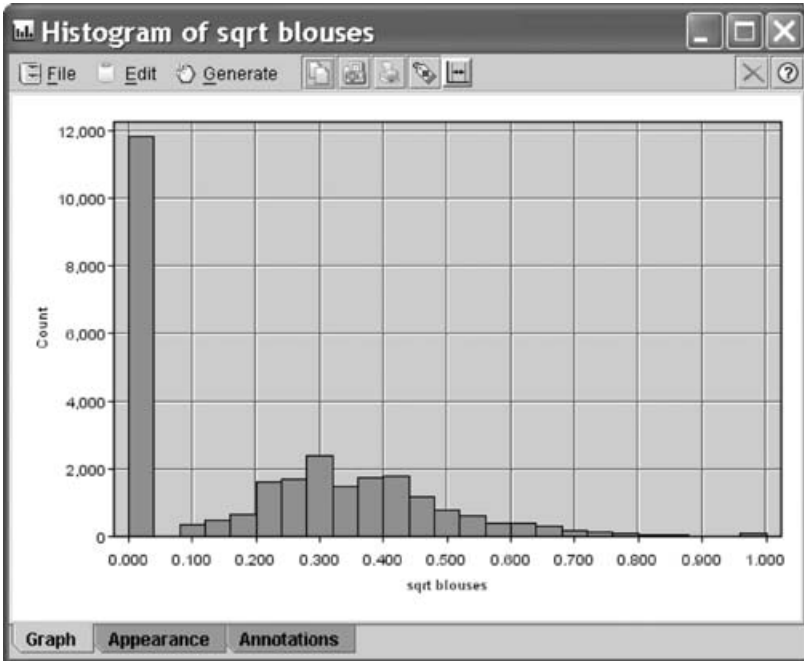 Histogram of sqrt blouses
File Edit Generate
12,000
10,000
8,000
6,000
4,000
2,000
0
Count
0.000 0.100 0.200 0.300 0.400 0.500 0.600 0.700 0.800 0.900 1.000
sqrt blouses
Graph Appearance Annotations